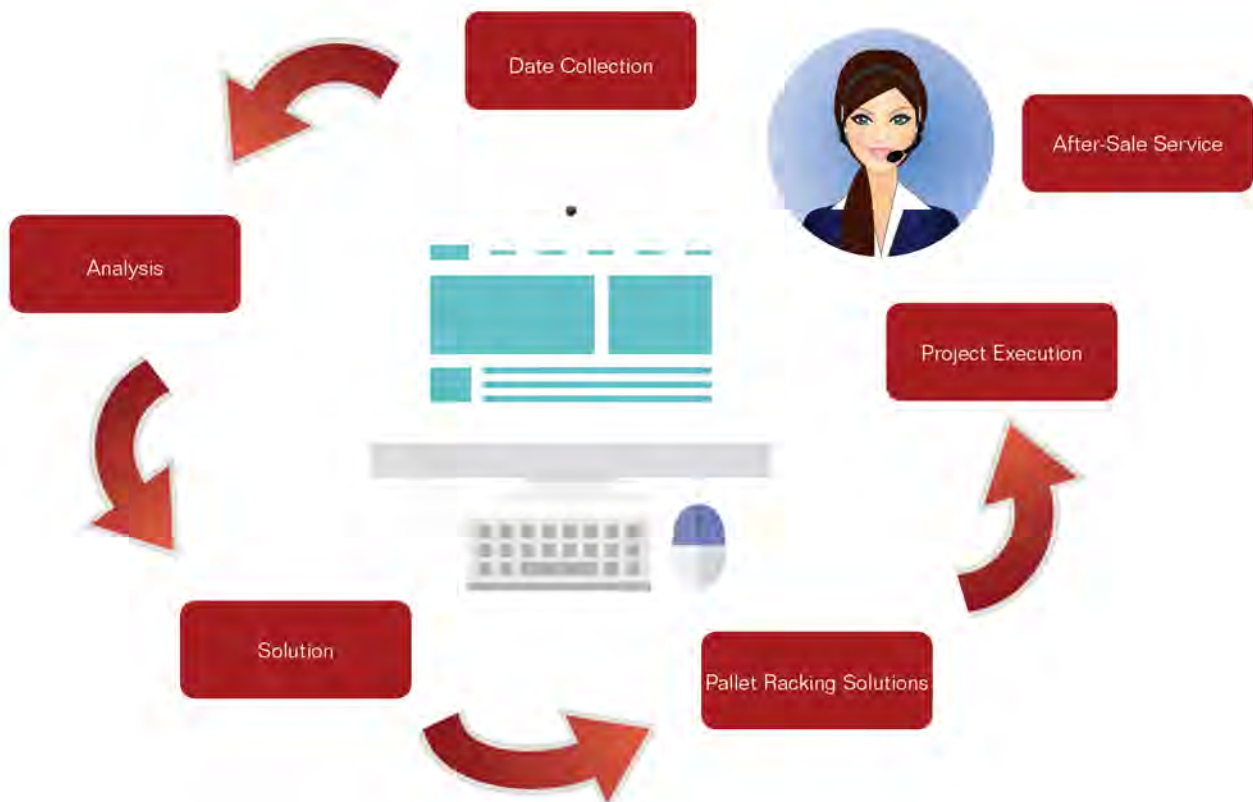 Date Collection
After-Sale Service
Analysis
Project Execution
Solution
Pallet Racking Solutions